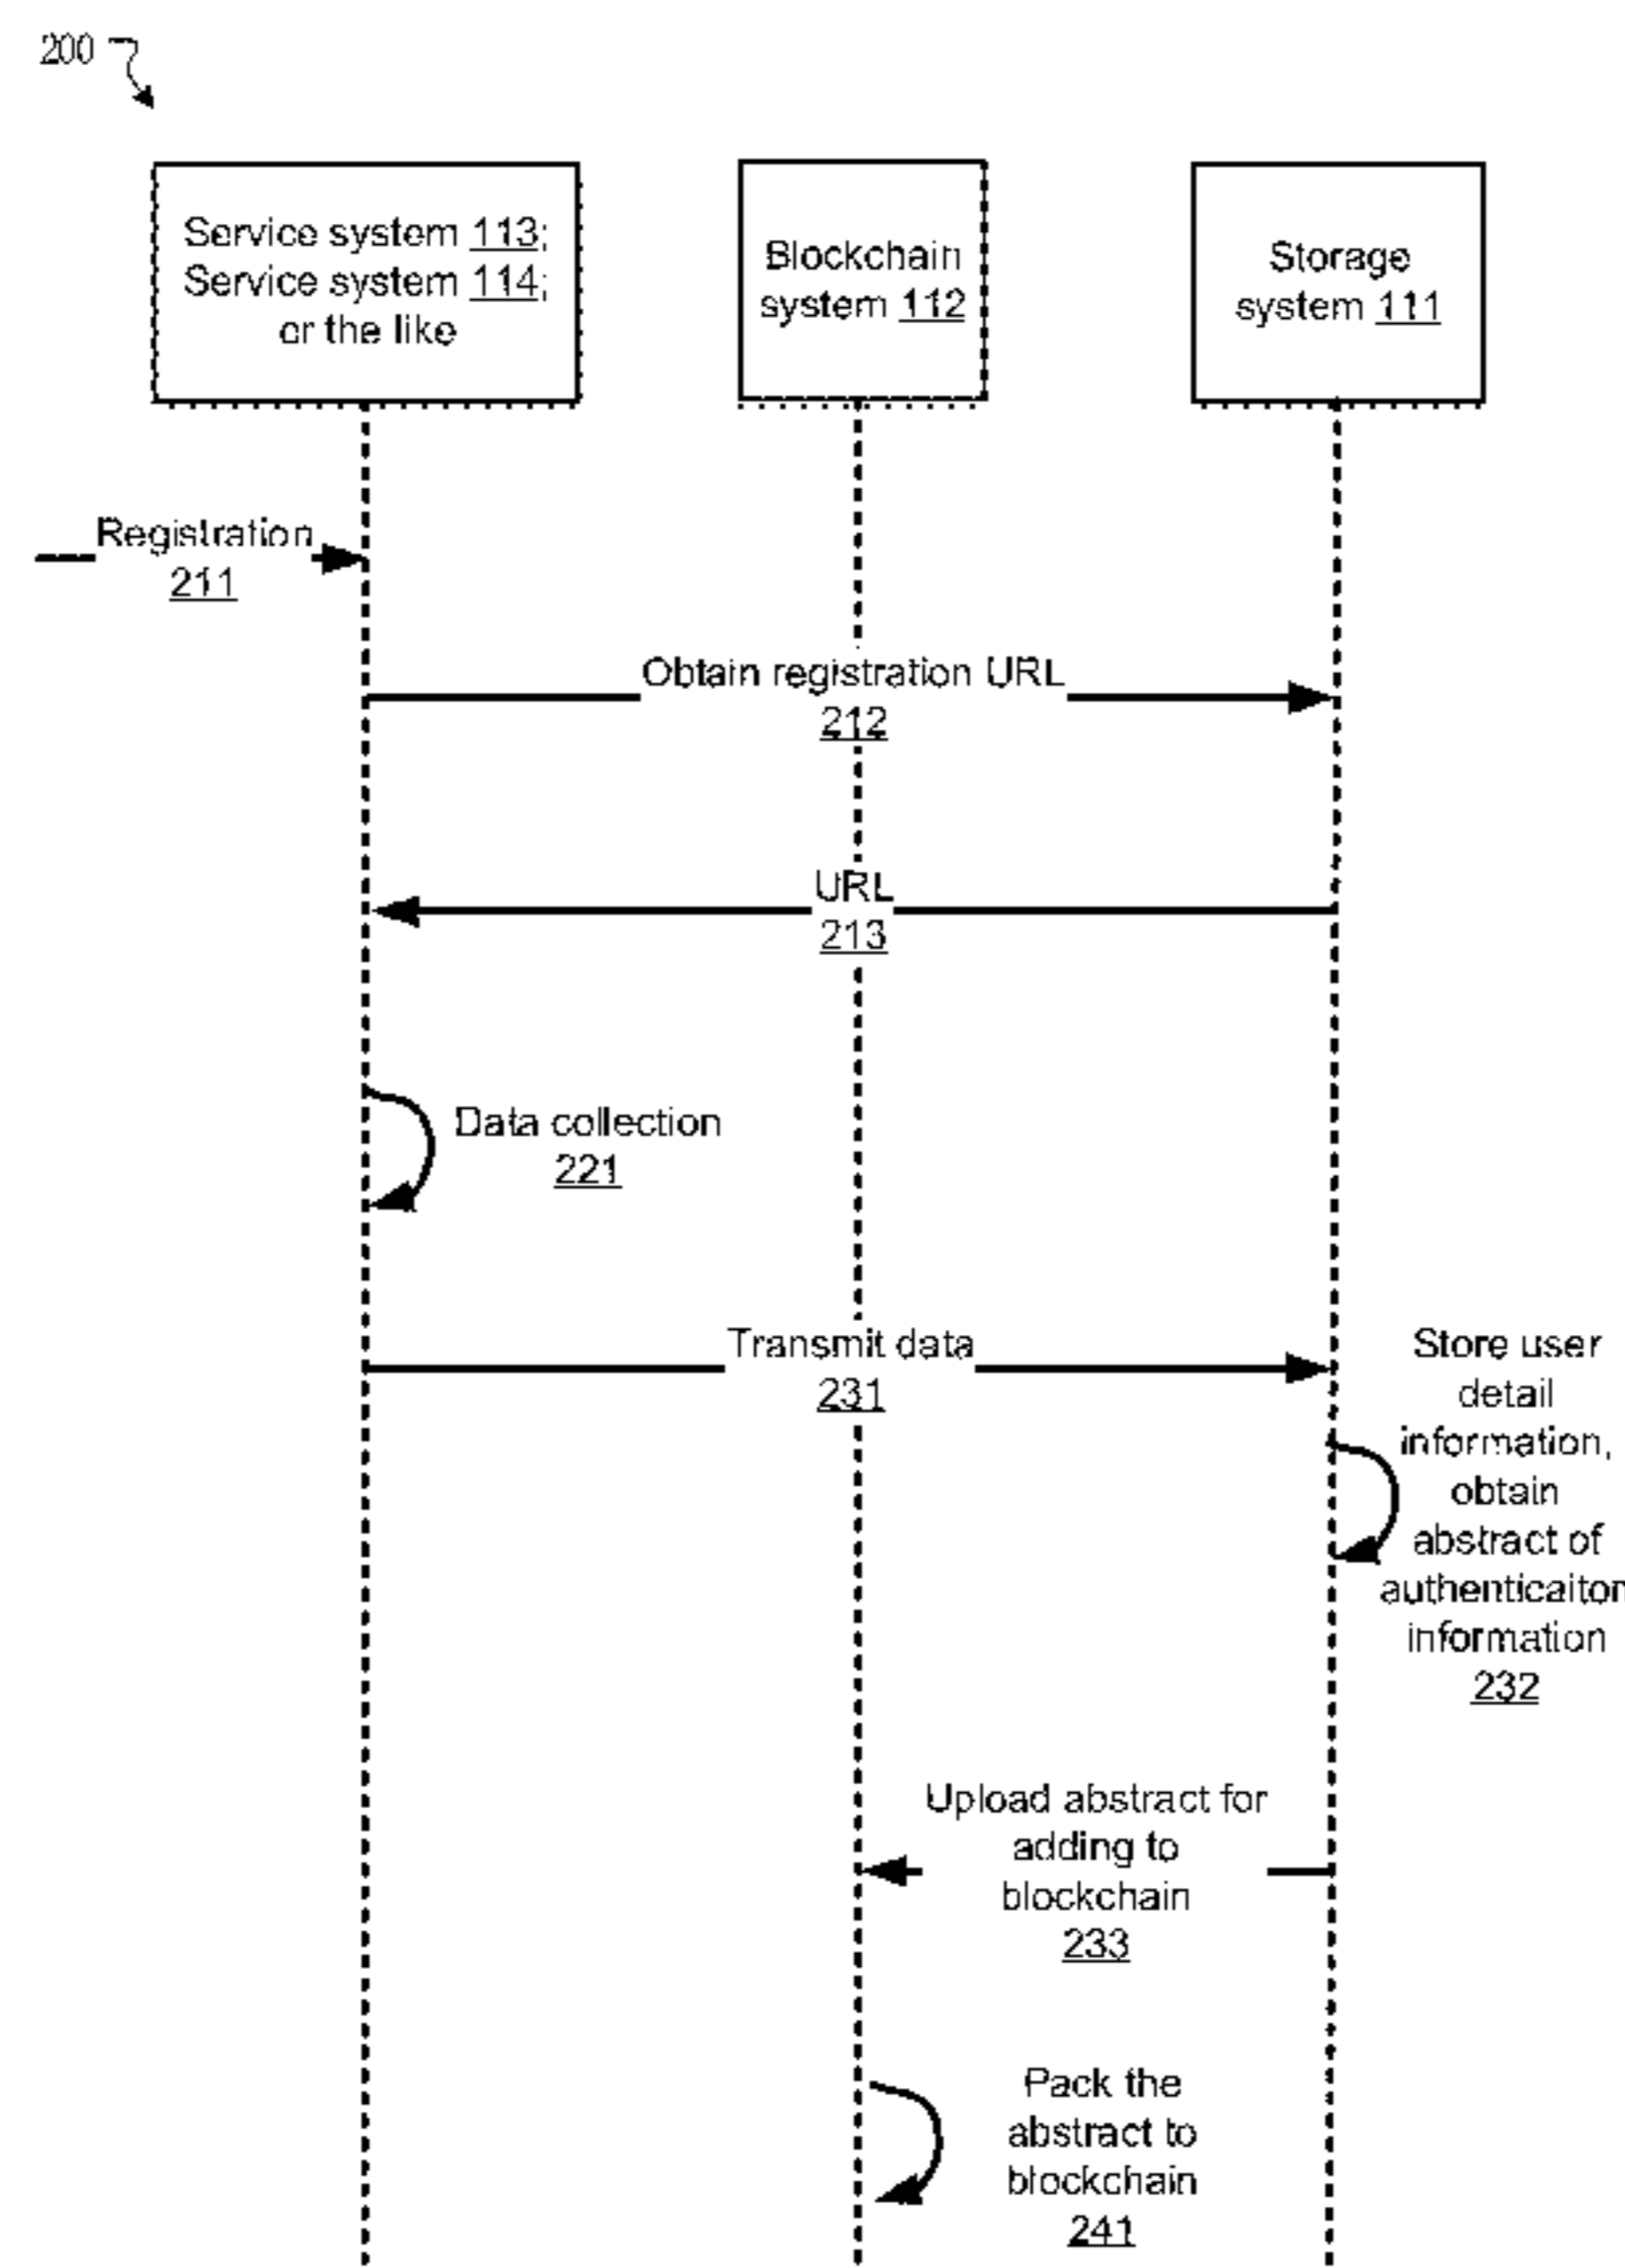 200
Service system 113;
Service system 114;
or the like
Blockchain
system 112
Storage
system 111
Registration
211
Obtain registration URL
212
URL
213
Data collection
221
Transmit data
231
Store user
detail
information,
obtain
abstract of
authenticaiton
information
232
Upload abstract for
adding to
blockchain
233
Pack the
abstract to
blockchain
241